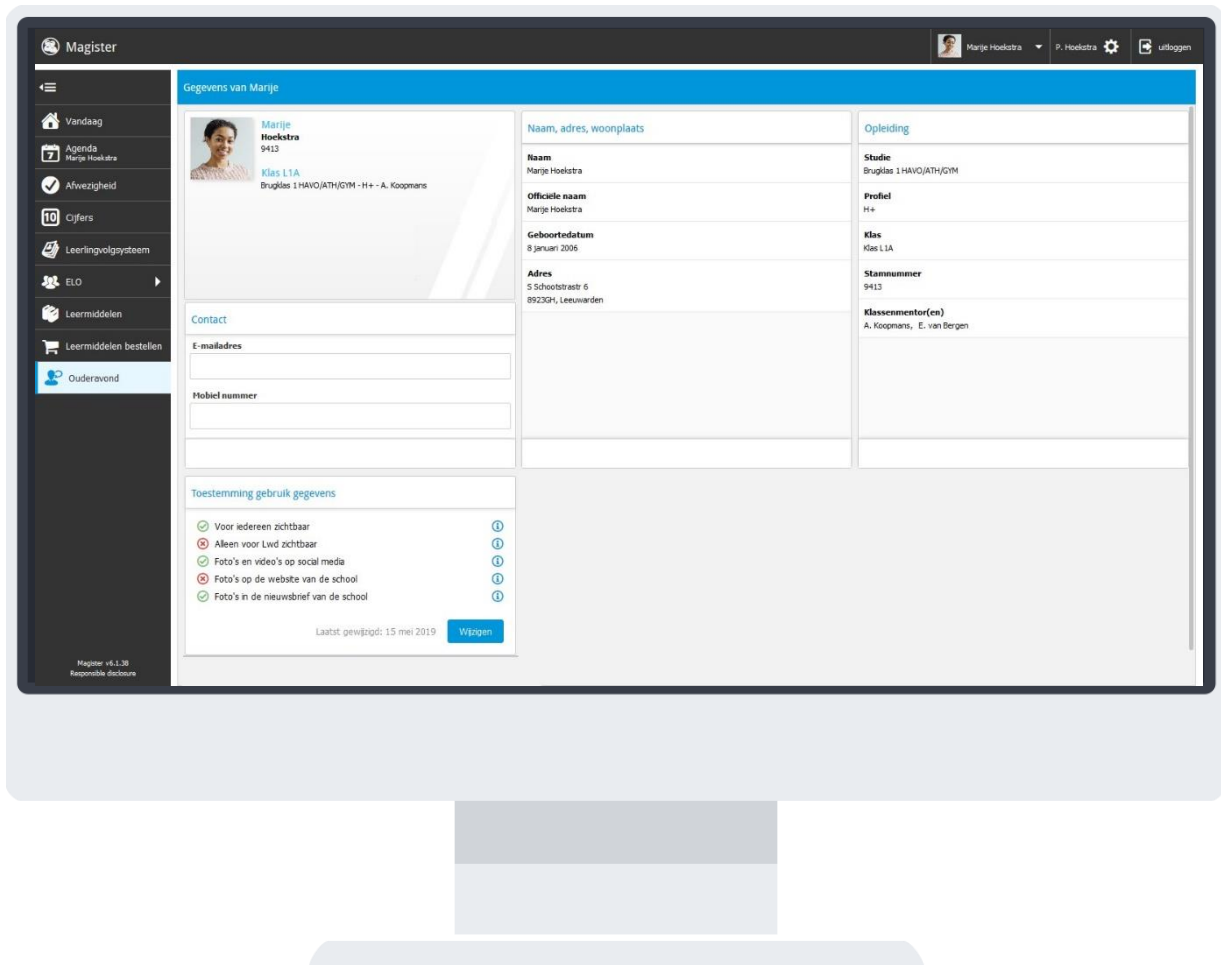 Magister
Marije Hoekstra
P. Hoekstra
uitloggen
Vandaag
7
Agenda
Marije Hoekstra
Afwezigheid
10
Cijfers
Leerlingvolgsysteem
ELO
Leermiddelen
Leermiddelen bestellen
Ouderavond
Magister v6.1.38
Responsible disclosure
Gegevens van Marije
Marije
Hoekstra
9413
Klas L1A
Brugklas 1 HAVO/ATH/GYM - H+ - A. Koopmans
Contact
E-mailadres
Mobiel nummer
Naam, adres, woonplaats
Naam
Marije Hoekstra
Officiële naam
Marije Hoekstra
Geboortedatum
8 januari 2006
Adres
S Schootstrastr 6
8923GH, Leeuwarden
Opleiding
Studie
Brugklas 1 HAVO/ATH/GYM
Profiel
H+
Klas
Klas L1A
Stamnummer
9413
Klassenmentor(en)
A. Koopmans, E. van Bergen
Toestemming gebruik gegevens
Voor iedereen zichtbaar
Alleen voor Lwd zichtbaar
Foto's en video's op social media
Foto's op de website van de school
Foto's in de nieuwsbrief van de school
Laatst gewijzigd: 15 mei 2019
Wijzigen